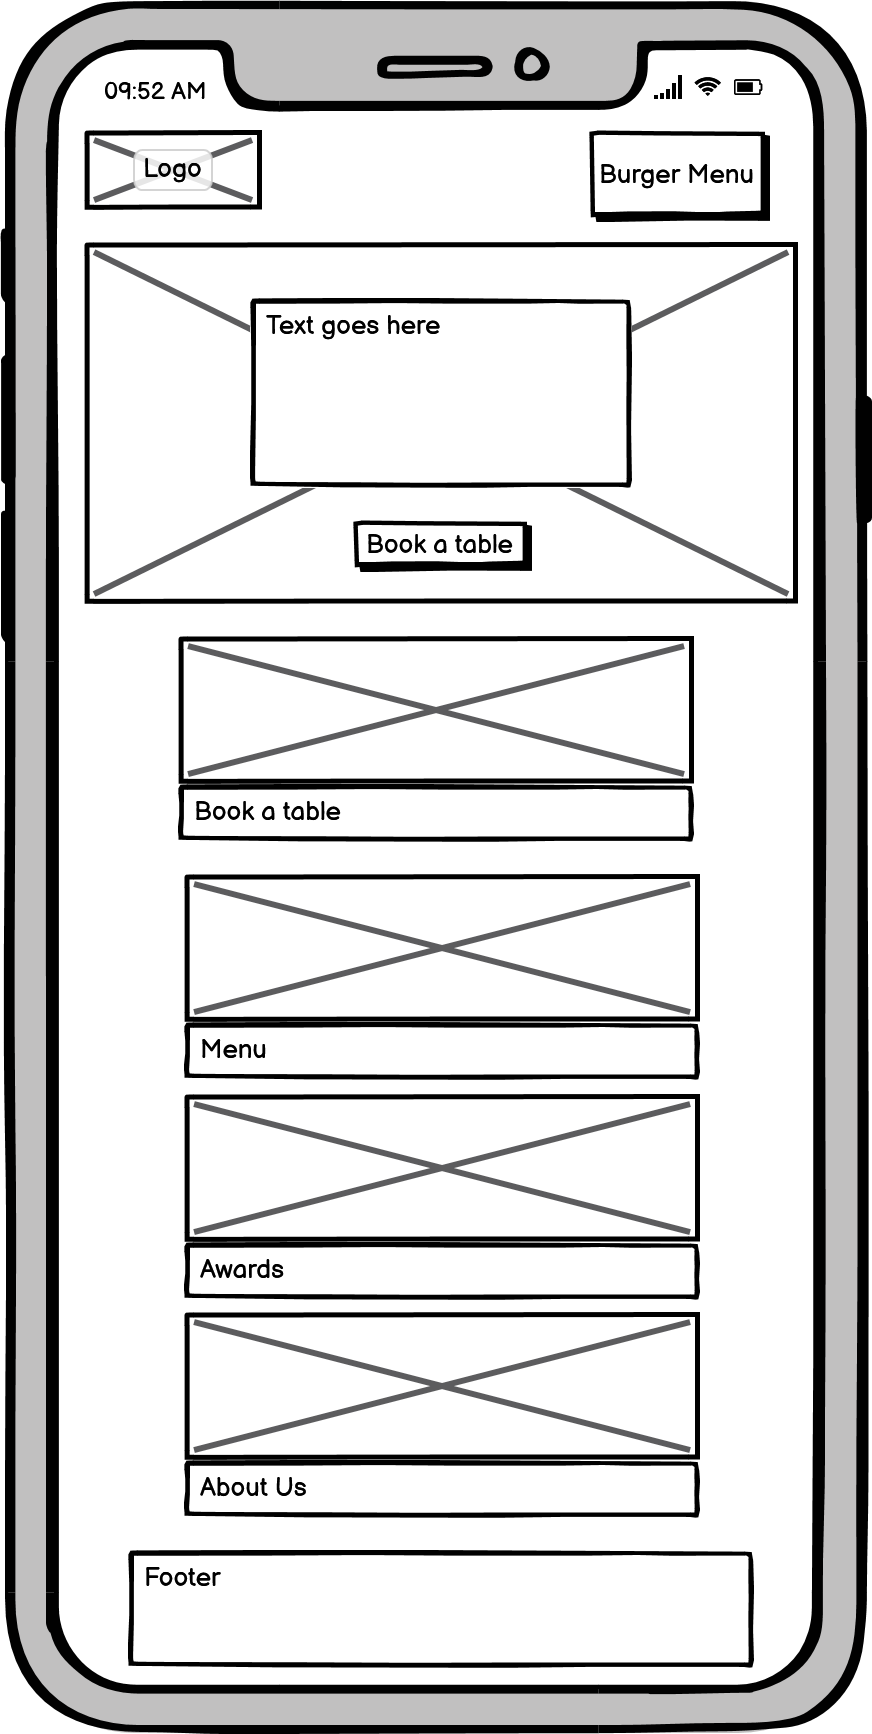 09:52 AM
Logo
Burger Menu
Text goes here
Book a table
Book a table
Menu
Awards
About Us
Footer